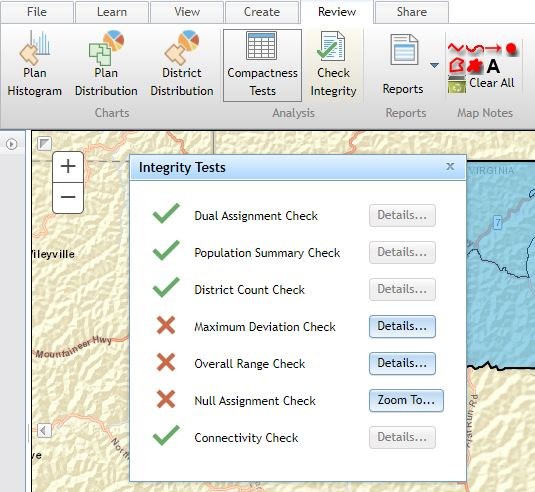 File Learn View Create Review Share
Plan Histogram
Plan Distribution
District Distribution
Compactness Tests
Check Integrity
Reports
A
Clear All
Charts Analysis Reports Map Notes
+
−
Integrity Tests x
VIRGINIA
7
Dual Assignment Check Details...
Population Summary Check Details...
District Count Check Details...
Maximum Deviation Check Details...
Overall Range Check Details...
Null Assignment Check Zoom To...
Connectivity Check Details...
ileyville
Mountaineer Hwy